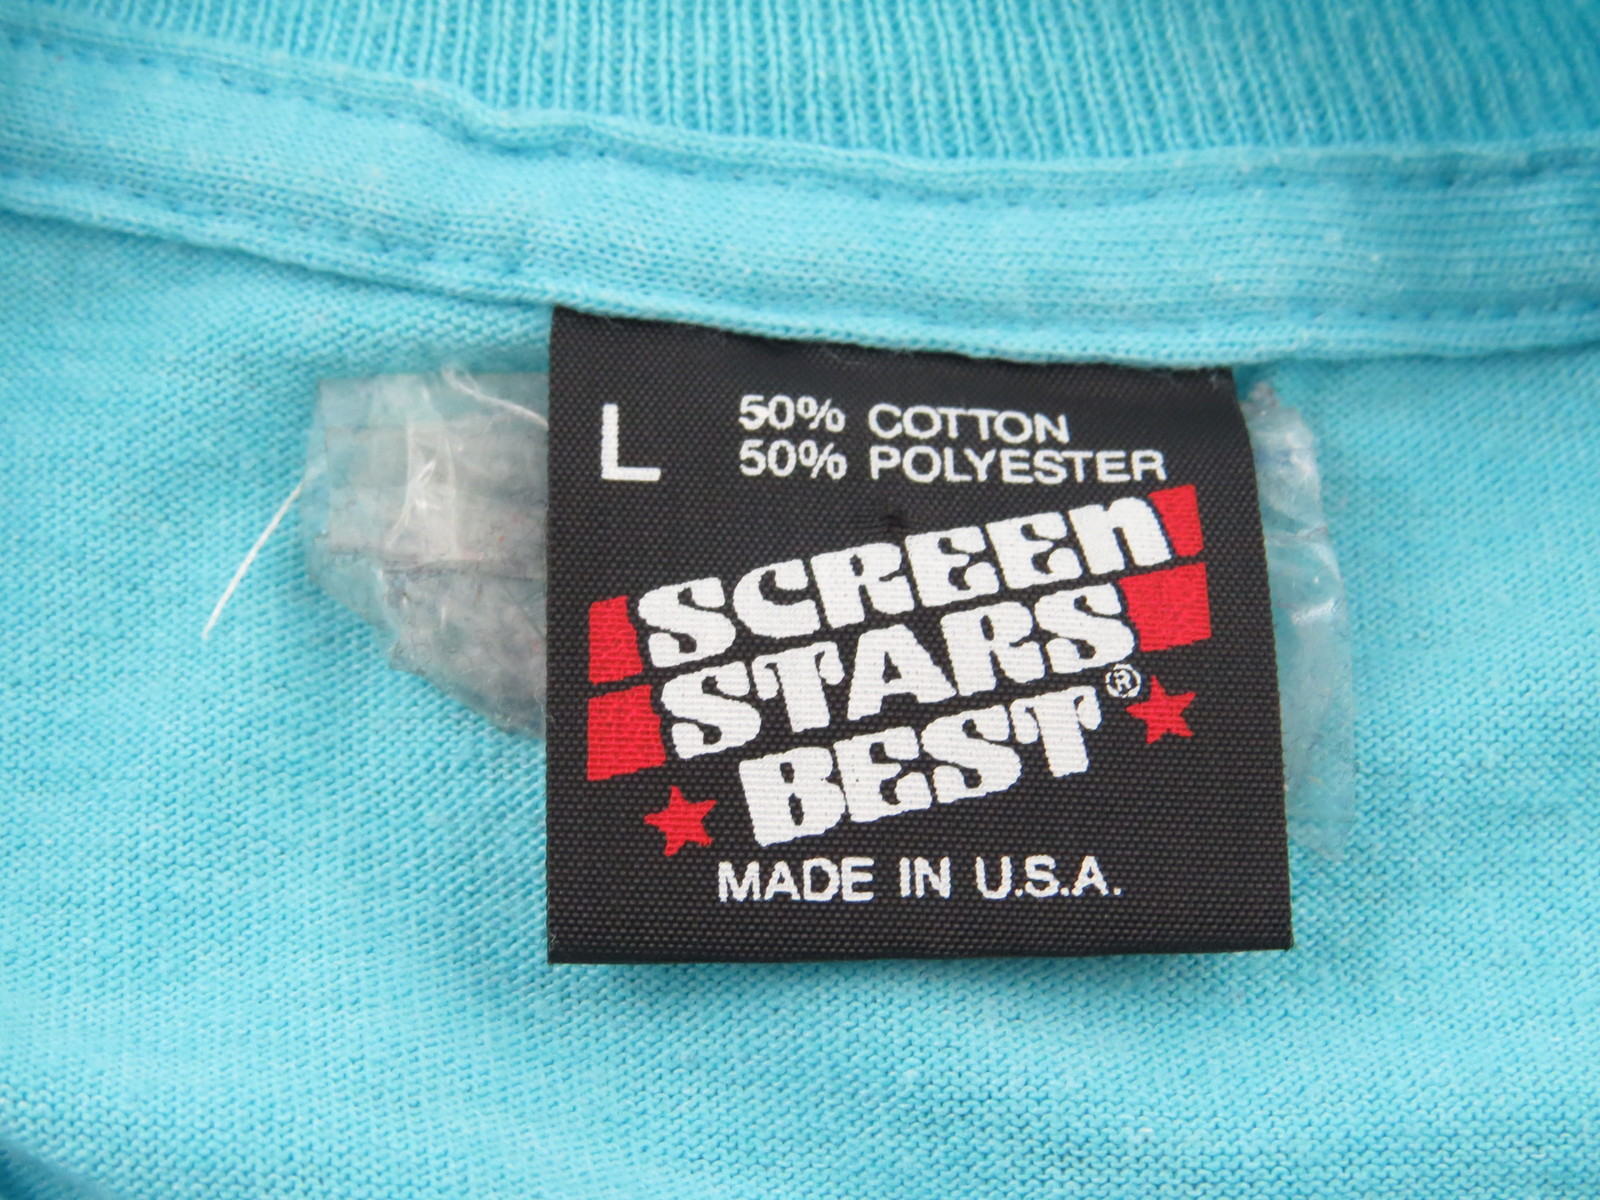 L
50% COTTON
50% POLYESTER
SCREEN
STARS
BEST®
MADE IN U.S.A.